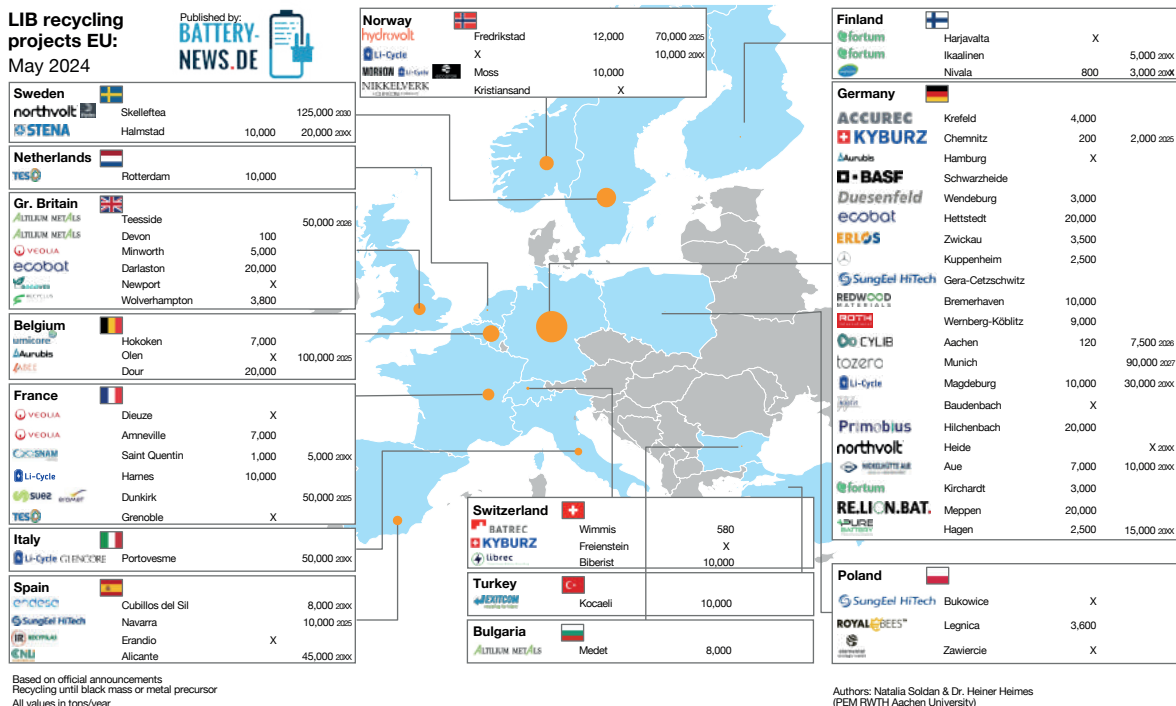 LIB recycling
projects EU:
May 2024
Published by:
BATTERY-
NEWS.DE
Sweden
northvolt Skelleftea 125,000 2030
STENA Halmstad 10,000 20,000 20XX
Netherlands
TES Rotterdam 10,000
Gr. Britain
ALTILIUM METALS Teesside 50,000 2026
ALTILIUM METALS Devon 100
VEOLIA Minworth 5,000
ecobat Darlaston 20,000
Newport X
Wolverhampton 3,800
Belgium
umicore Hokoken 7,000
Aurubis Olen X 100,000 2025
ABEE Dour 20,000
France
VEOLIA Dieuze X
VEOLIA Amneville 7,000
SNAM Saint Quentin 1,000 5,000 20XX
Li-Cycle Harnes 10,000
SUEZ eramet Dunkirk 50,000 2025
TES Grenoble X
Italy
Li-Cycle GLENCORE Portovesme 50,000 20XX
Spain
endesa Cubillos del Sil 8,000 20XX
SungEel HiTech Navarra 10,000 2025
Erandio X
Alicante 45,000 20XX
Based on official announcements
Recycling until black mass or metal precursor
All values in tons/year
Norway
hydrovolt Fredrikstad 12,000 70,000 2025
Li-Cycle X 10,000 20XX
MORROW Li-Cycle Moss 10,000
NIKKELVERK Kristiansand X
Switzerland
BATREC Wimmis 580
KYBURZ Freienstein X
librec Biberist 10,000
Turkey
EXITCOM Kocaeli 10,000
Bulgaria
ALTILIUM METALS Medet 8,000
Finland
fortum Harjavalta X
fortum Ikaalinen 5,000 20XX
Nivala 800 3,000 20XX
Germany
ACCUREC Krefeld 4,000
KYBURZ Chemnitz 200 2,000 2025
Aurubis Hamburg X
BASF Schwarzheide
Duesenfeld Wendeburg 3,000
ecobat Hettstedt 20,000
ERLOS Zwickau 3,500
Kuppenheim 2,500
SungEel HiTech Gera-Cetzschwitz
REDWOOD MATERIALS Bremerhaven 10,000
ROTH Wernberg-Köblitz 9,000
CYLIB Aachen 120 7,500 2026
tozero Munich 90,000 2027
Li-Cycle Magdeburg 10,000 30,000 20XX
Baudenbach X
Primobius Hilchenbach 20,000
northvolt Heide X 20XX
NICKELHÜTTE AUE Aue 7,000 10,000 20XX
fortum Kirchardt 3,000
RE.LION.BAT. Meppen 20,000
PURE BATTERY Hagen 2,500 15,000 20XX
Poland
SungEel HiTech Bukowice X
ROYAL BEES Legnica 3,600
Zawiercie X
Authors: Natalia Soldan & Dr. Heiner Heimes
(PEM RWTH Aachen University)